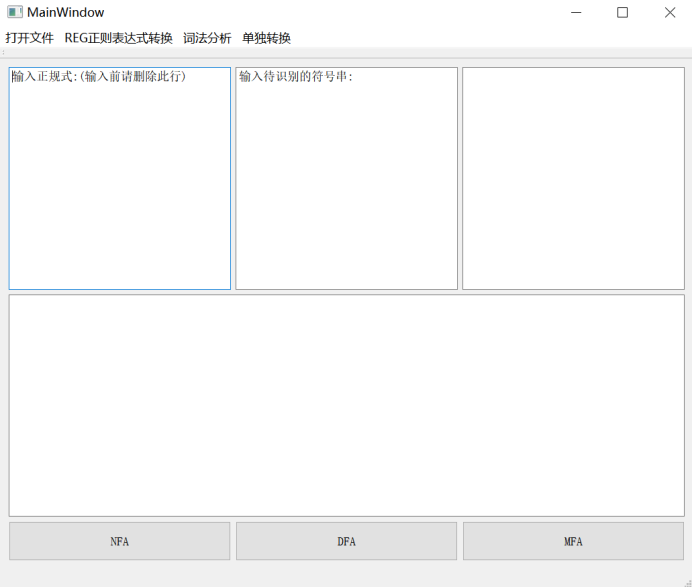 MainWindow
打开文件 REG正则表达式转换 词法分析 单独转换
输入正规式:(输入前请删除此行)
输入待识别的符号串:
NFA
DFA
MFA